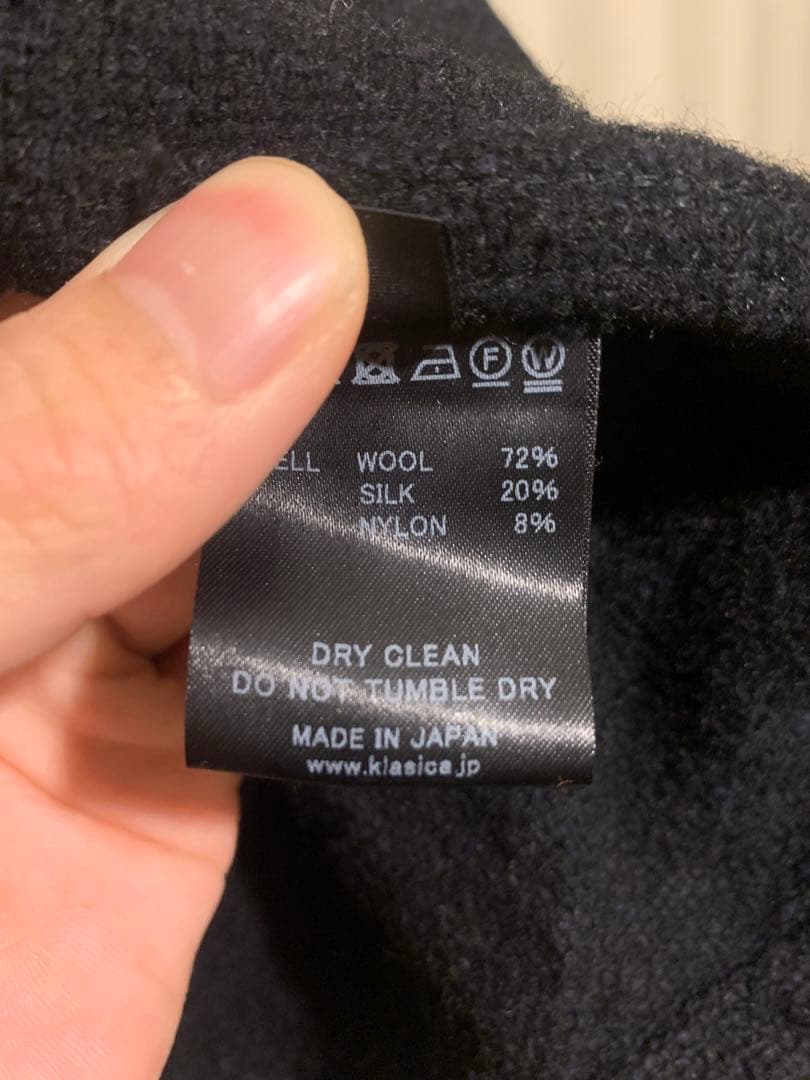 F W
WOOL 72%
SILK 20%
NYLON 8%
DRY CLEAN
DO NOT TUMBLE DRY
MADE IN JAPAN
www.klasica.jp